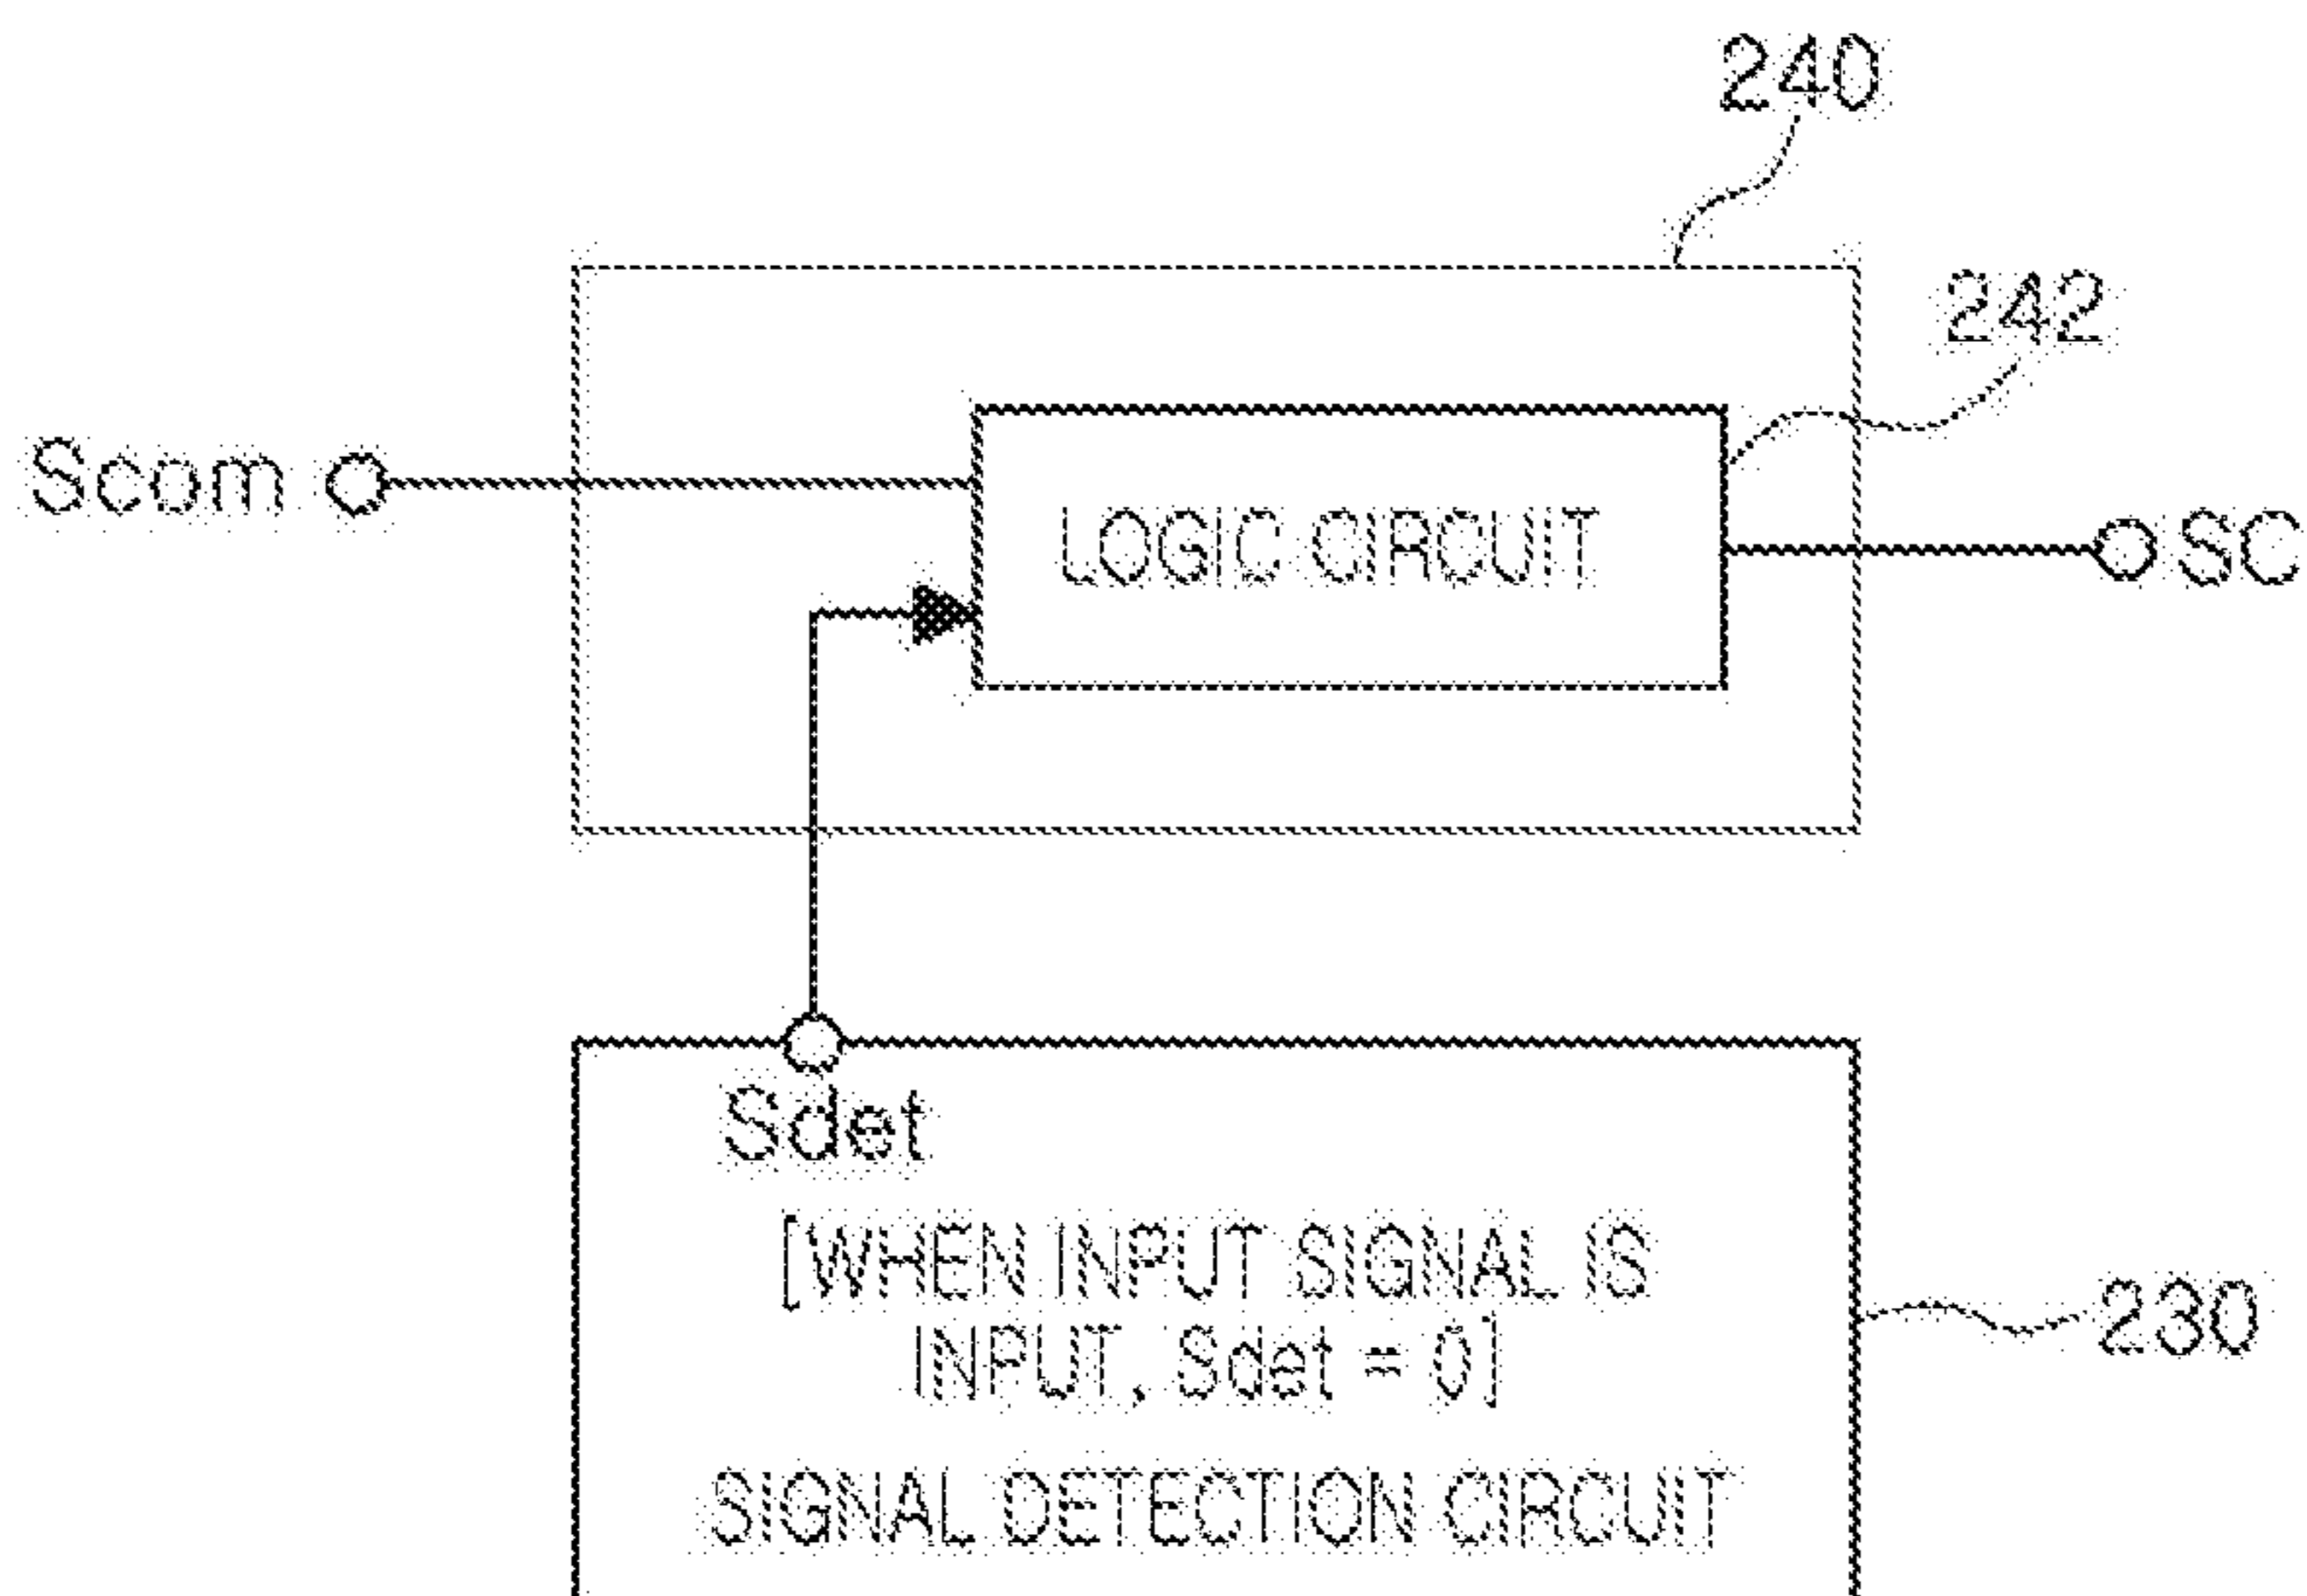 240
242
Scom
LOGIC CIRCUIT
SC
Sdet
[WHEN INPUT SIGNAL IS
INPUT, Sdet = 0]
230
SIGNAL DETECTION CIRCUIT